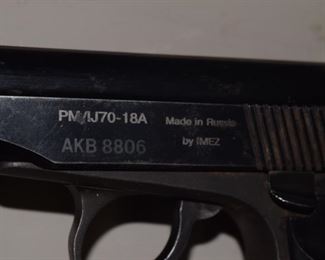 PM/IJ70-18A Made in Russia
AKB 8806 by IMEZ